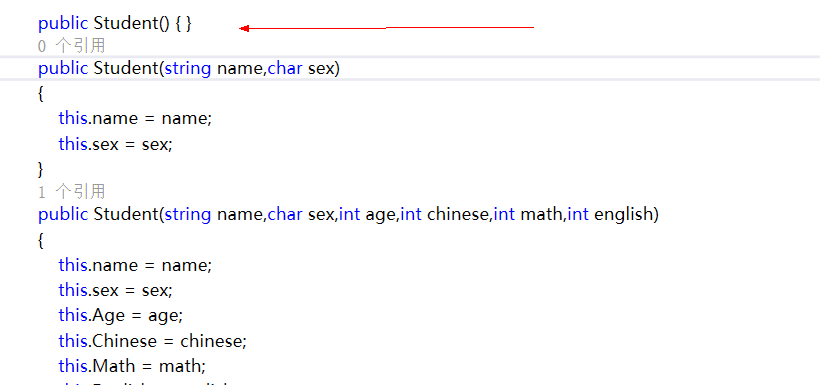 public Student() { }
0 个引用
public Student(string name,char sex)
{
this.name = name;
this.sex = sex;
}
1 个引用
public Student(string name,char sex,int age,int chinese,int math,int english)
{
this.name = name;
this.sex = sex;
this.Age = age;
this.Chinese = chinese;
this.Math = math;